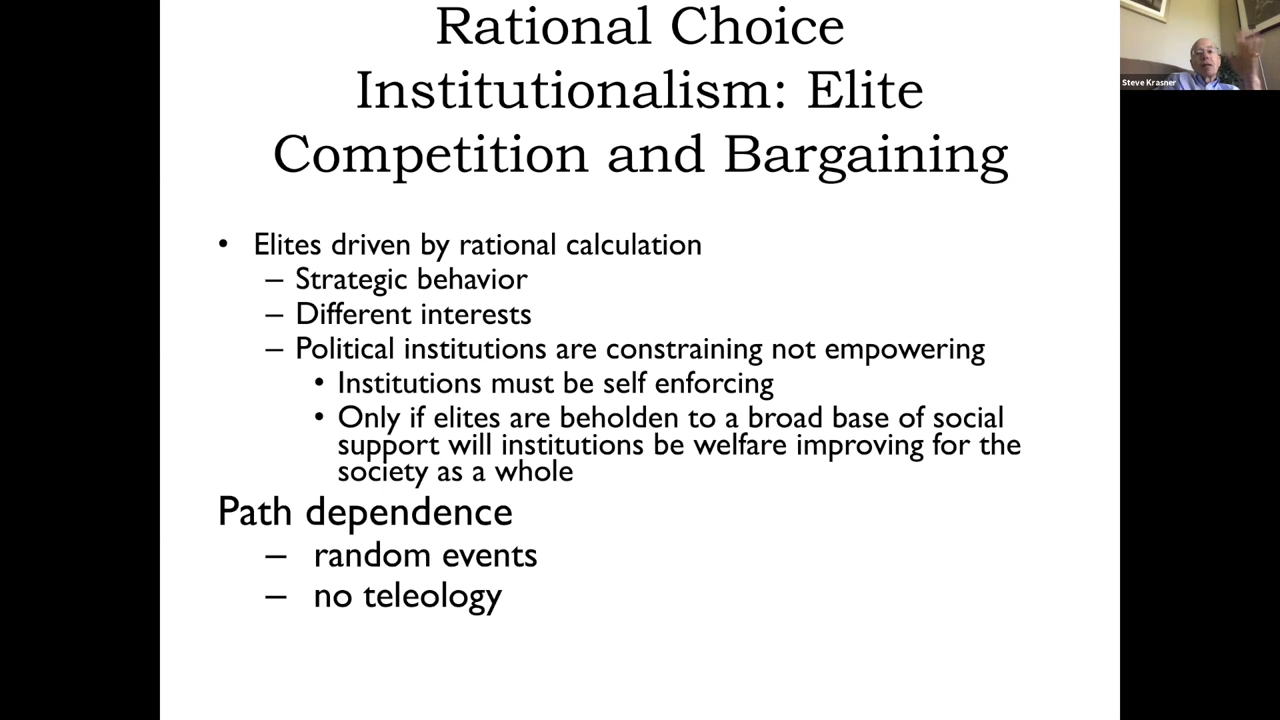 Rational Choice
Institutionalism: Elite
Competition and Bargaining
• Elites driven by rational calculation
– Strategic behavior
– Different interests
– Political institutions are constraining not empowering
• Institutions must be self enforcing
• Only if elites are beholden to a broad base of social
support will institutions be welfare improving for the
society as a whole
Path dependence
– random events
– no teleology
Steve Krasner